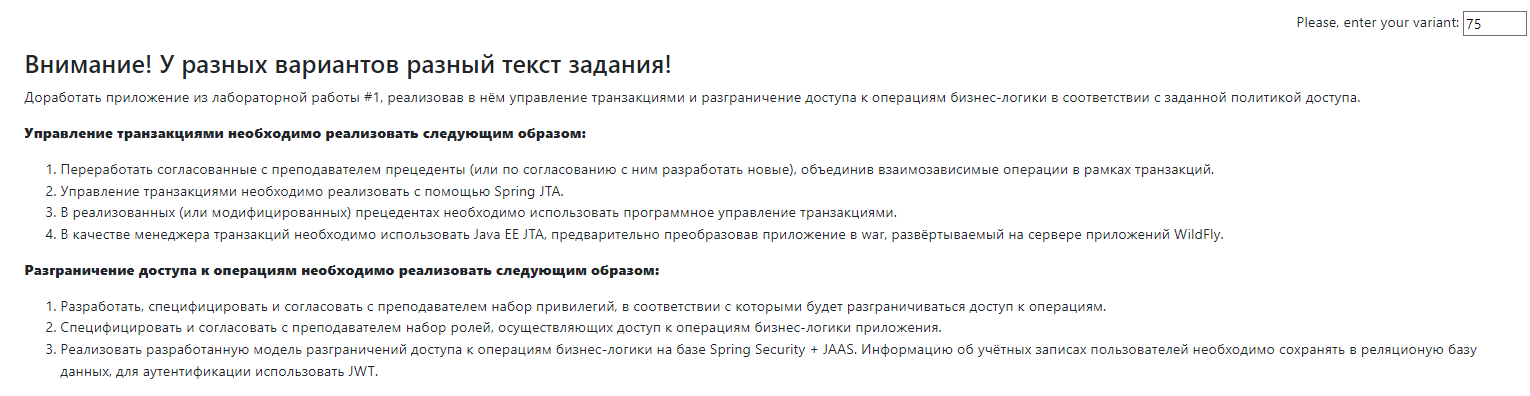 Please, enter your variant: 75
Внимание! У разных вариантов разный текст задания!
Доработать приложение из лабораторной работы #1, реализовав в нём управление транзакциями и разграничение доступа к операциям бизнес-логики в соответствии с заданной политикой доступа.
Управление транзакциями необходимо реализовать следующим образом:
1. Переработать согласованные с преподавателем прецеденты (или по согласованию с ним разработать новые), объединив взаимозависимые операции в рамках транзакций.
2. Управление транзакциями необходимо реализовать с помощью Spring JTA.
3. В реализованных (или модифицированных) прецедентах необходимо использовать программное управление транзакциями.
4. В качестве менеджера транзакций необходимо использовать Java EE JTA, предварительно преобразовав приложение в war, развёртываемый на сервере приложений WildFly.
Разграничение доступа к операциям необходимо реализовать следующим образом:
1. Разработать, специфицировать и согласовать с преподавателем набор привилегий, в соответствии с которыми будет разграничиваться доступ к операциям.
2. Специфицировать и согласовать с преподавателем набор ролей, осуществляющих доступ к операциям бизнес-логики приложения.
3. Реализовать разработанную модель разграничений доступа к операциям бизнес-логики на базе Spring Security + JAAS. Информацию об учётных записах пользователей необходимо сохранять в реляционую базу
данных, для аутентификации использовать JWT.